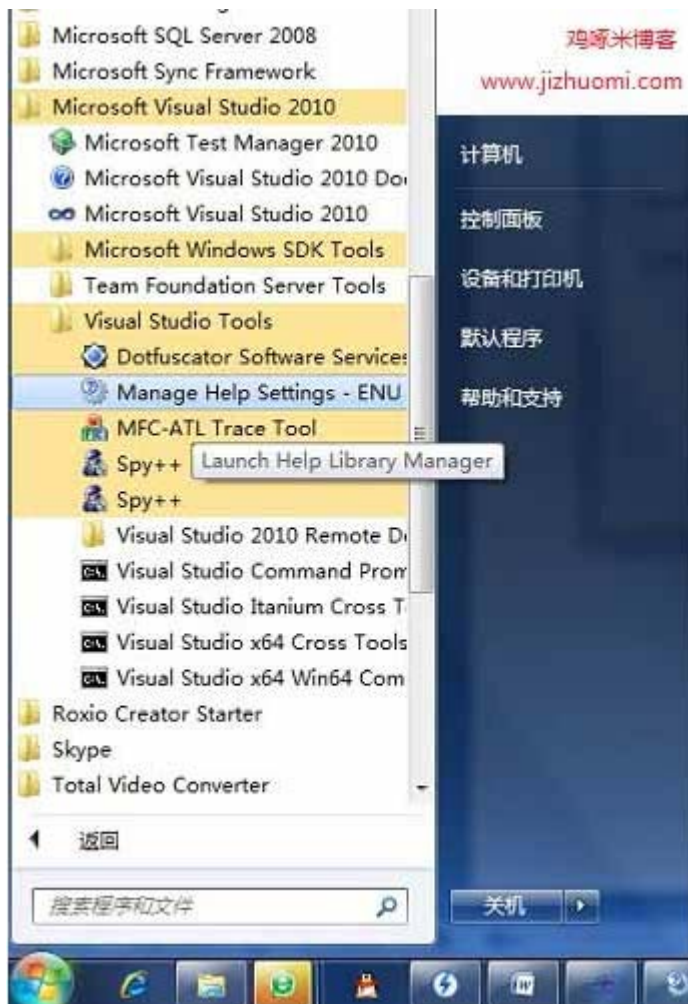 Microsoft SQL Server 2008
Microsoft Sync Framework
Microsoft Visual Studio 2010
Microsoft Test Manager 2010
Microsoft Visual Studio 2010 Do
Microsoft Visual Studio 2010
Microsoft Windows SDK Tools
Team Foundation Server Tools
Visual Studio Tools
Dotfuscator Software Services
Manage Help Settings - ENU
MFC-ATL Trace Tool
Spy++
Launch Help Library Manager
Spy++
Visual Studio 2010 Remote D
Visual Studio Command Prom
Visual Studio Itanium Cross T
Visual Studio x64 Cross Tools
Visual Studio x64 Win64 Com
Roxio Creator Starter
Skype
Total Video Converter
返回
搜索程序和文件
鸡啄米博客
www.jizhuomi.com
计算机
控制面板
设备和打印机
默认程序
帮助和支持
关机